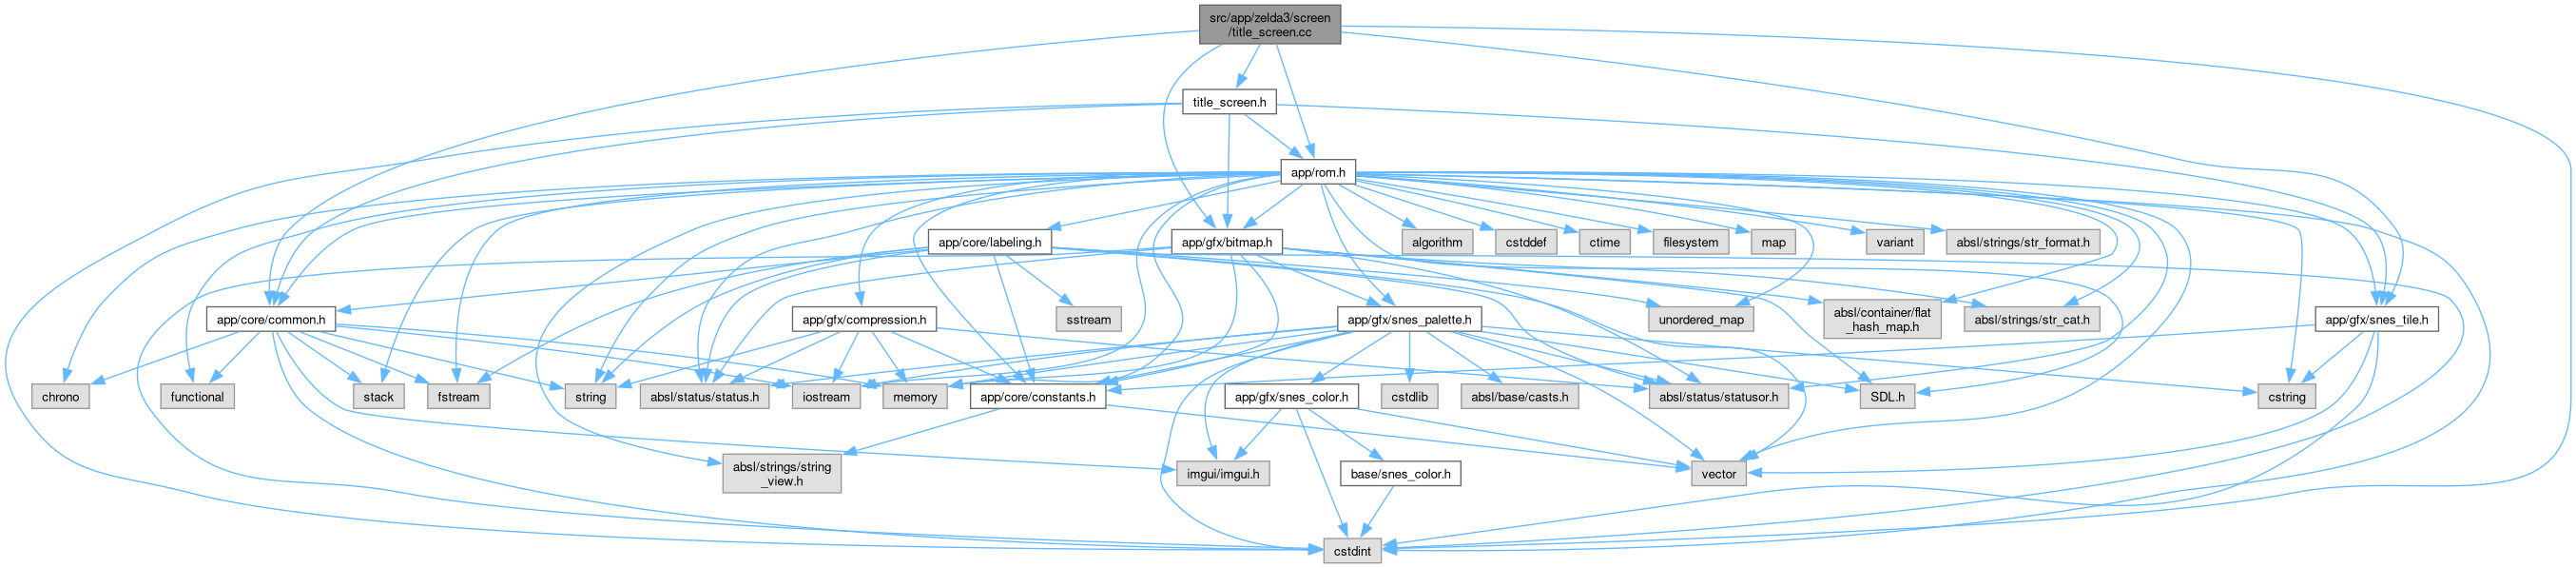 src/app/zelda3/screen
/title_screen.cc
title_screen.h
app/rom.h
app/core/labeling.h
app/gfx/bitmap.h
algorithm
cstddef
ctime
filesystem
map
variant
absl/strings/str_format.h
app/core/common.h
app/gfx/compression.h
sstream
app/gfx/snes_palette.h
unordered_map
absl/container/flat
_hash_map.h
absl/strings/str_cat.h
app/gfx/snes_tile.h
chrono
functional
stack
fstream
string
absl/status/status.h
iostream
memory
app/core/constants.h
app/gfx/snes_color.h
cstdlib
absl/base/casts.h
absl/status/statusor.h
SDL.h
cstring
absl/strings/string
_view.h
imgui/imgui.h
base/snes_color.h
vector
cstdint